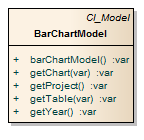 CI_Model
BarChartModel
+ barChartModel() :var
+ getChart(var) :var
+ getProject() :var
+ getTable(var) :var
+ getYear() :var